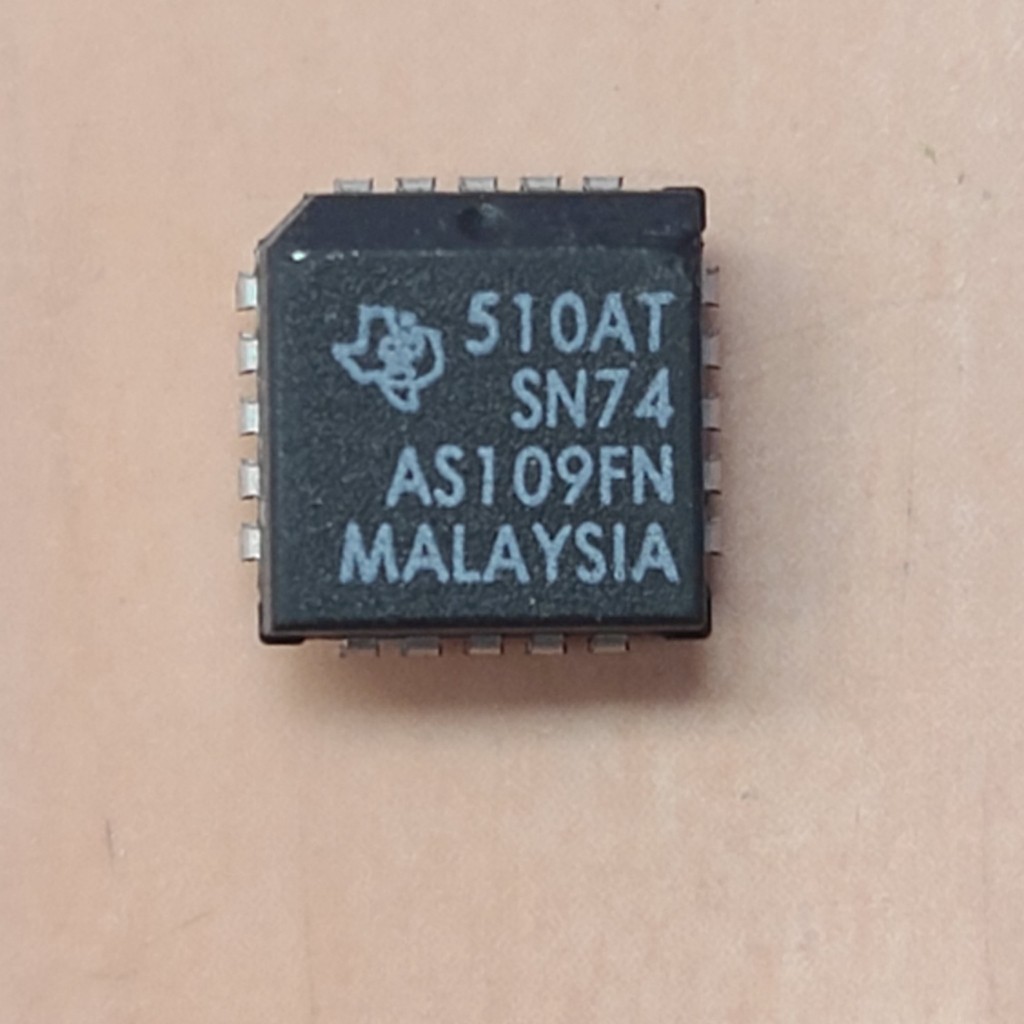 510AT
SN74
AS109FN
MALAYSIA